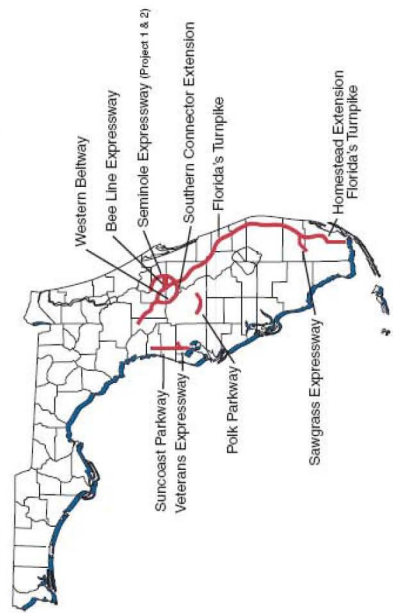 Western Beltway
Bee Line Expressway
Seminole Expressway (Project 1 & 2)
Southern Connector Extension
Florida's Turnpike
Homestead Extension
Florida's Turnpike
Suncoast Parkway
Veterans Expressway
Polk Parkway
Sawgrass Expressway